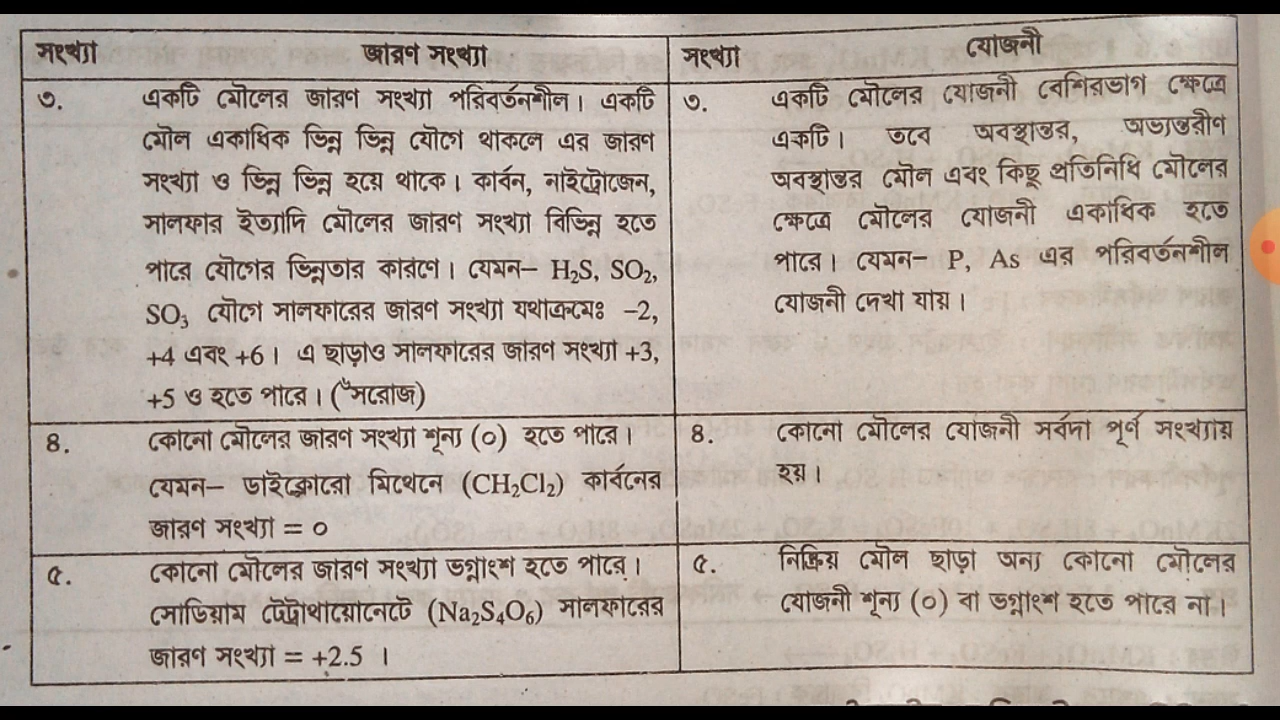 সংখ্যা জারণ সংখ্যা সংখ্যা যোজনী
৩. একটি মৌলের জারণ সংখ্যা পরিবর্তনশীল। একটি
মৌল একাধিক ভিন্ন ভিন্ন যৌগে থাকলে এর জারণ
সংখ্যা ও ভিন্ন ভিন্ন হয়ে থাকে। কার্বন, নাইট্রোজেন,
সালফার ইত্যাদি মৌলের জারণ সংখ্যা বিভিন্ন হতে
পারে যৌগের ভিন্নতার কারণে। যেমন– H₂S, SO₂,
SO₃ যৌগে সালফারের জারণ সংখ্যা যথাক্রমেঃ –2,
+4 এবং +6। এ ছাড়াও সালফারের জারণ সংখ্যা +3,
+5 ও হতে পারে। (ঁসরোজ)
৩. একটি মৌলের যোজনী বেশিরভাগ ক্ষেত্রে
একটি। তবে অবস্থান্তর, অভ্যন্তরীণ
অবস্থান্তর মৌল এবং কিছু প্রতিনিধি মৌলের
ক্ষেত্রে মৌলের যোজনী একাধিক হতে
পারে। যেমন– P, As এর পরিবর্তনশীল
যোজনী দেখা যায়।
৪. কোনো মৌলের জারণ সংখ্যা শূন্য (০) হতে পারে।
যেমন– ডাইক্লোরো মিথেনে (CH₂Cl₂) কার্বনের
জারণ সংখ্যা = ০
৪. কোনো মৌলের যোজনী সর্বদা পূর্ণ সংখ্যায়
হয়।
৫. কোনো মৌলের জারণ সংখ্যা ভগ্নাংশ হতে পারে।
সোডিয়াম টেট্রাথায়োনেটে (Na₂S₄O₆) সালফারের
জারণ সংখ্যা = +2.5 ।
৫. নিষ্ক্রিয় মৌল ছাড়া অন্য কোনো মৌলের
যোজনী শূন্য (০) বা ভগ্নাংশ হতে পারে না।